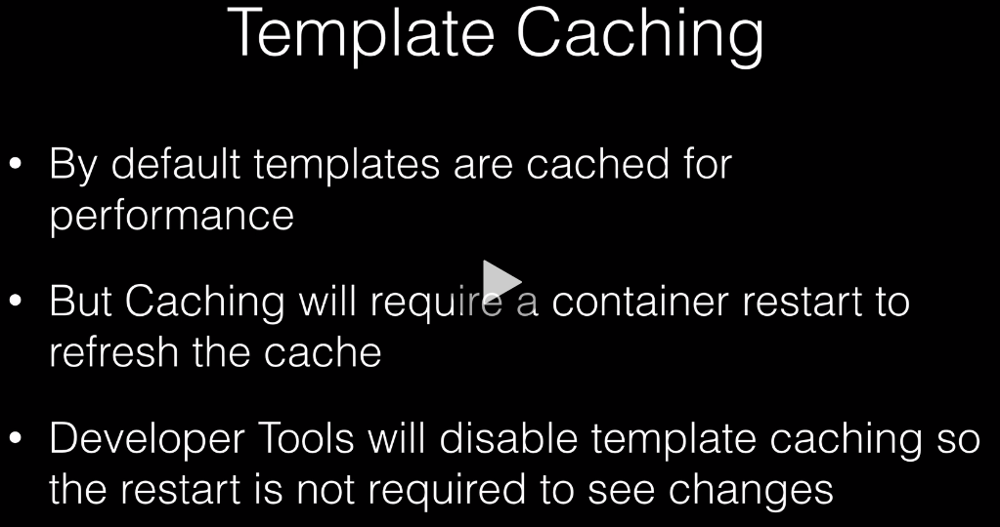 Template Caching
• By default templates are cached for
performance
• But Caching will require a container restart to
refresh the cache
• Developer Tools will disable template caching so
the restart is not required to see changes